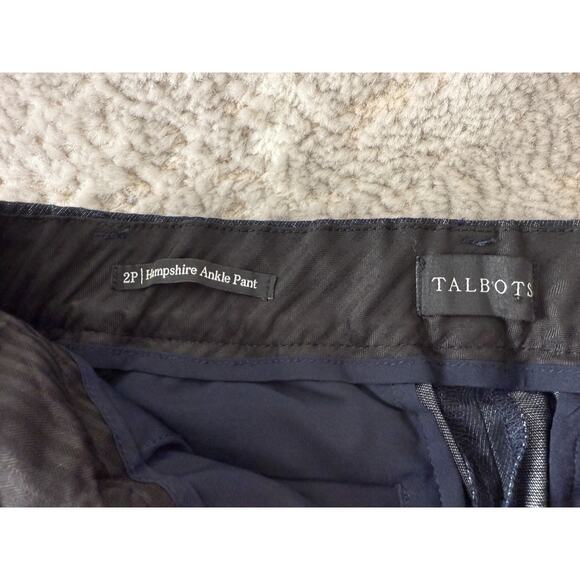 2P | Hampshire Ankle Pant
TALBOTS